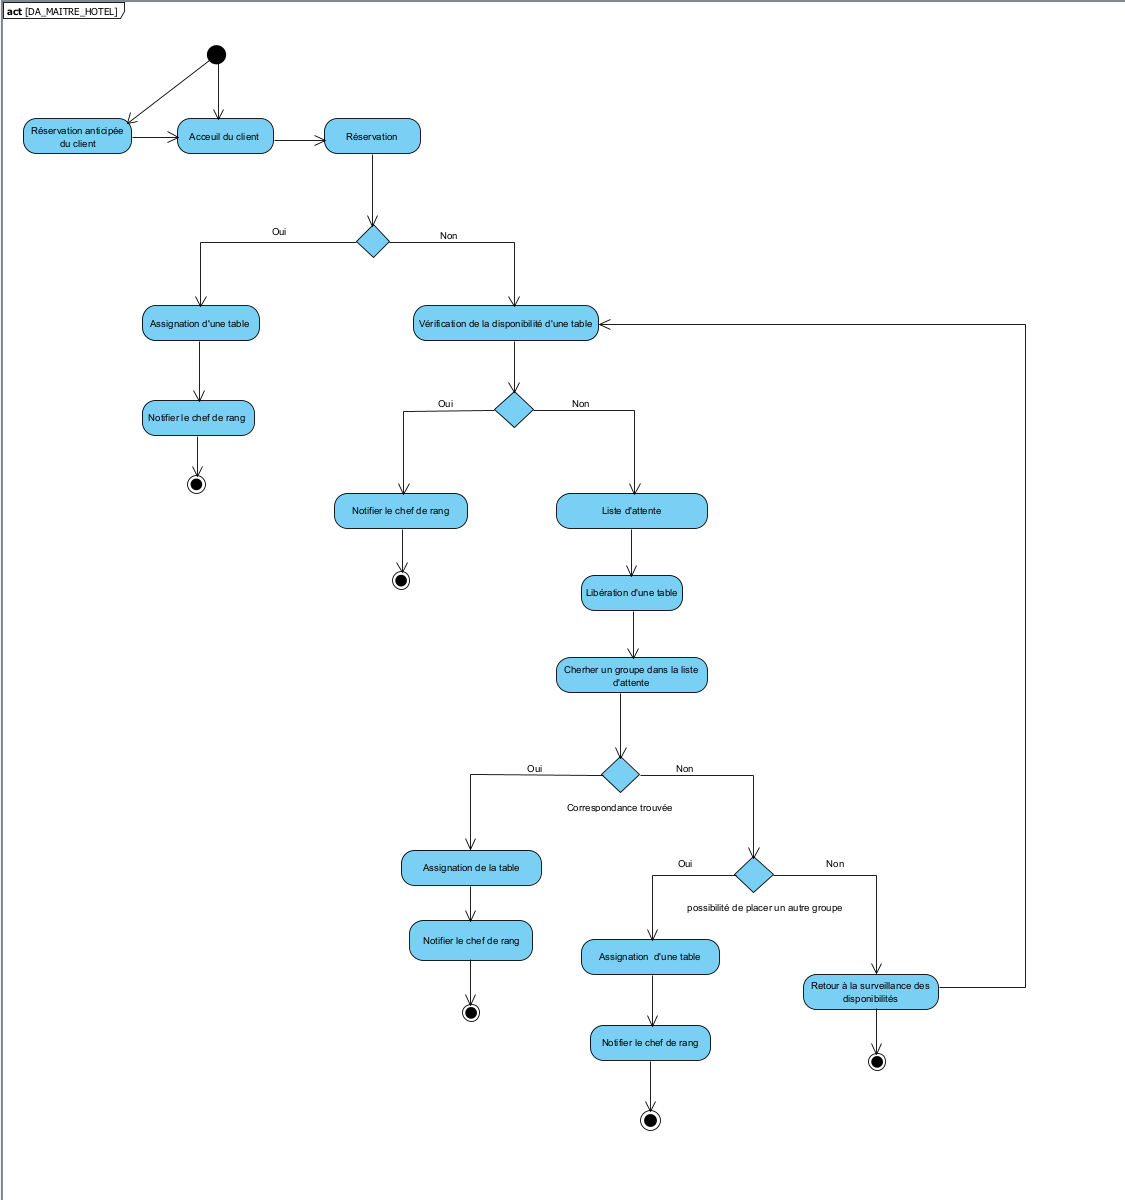 act [DA_MAITRE_HOTEL]
Réservation anticipée
du client
Acceuil du client
Réservation
Oui
Non
Assignation d'une table
Vérification de la disponibilité d'une table
Notifier le chef de rang
Oui
Non
Notifier le chef de rang
Liste d'attente
Libération d'une table
Cherher un groupe dans la liste
d'attente
Oui
Non
Correspondance trouvée
Assignation de la table
Oui
Non
possibilité de placer un autre groupe
Notifier le chef de rang
Assignation d'une table
Retour à la surveillance des
disponibilités
Notifier le chef de rang